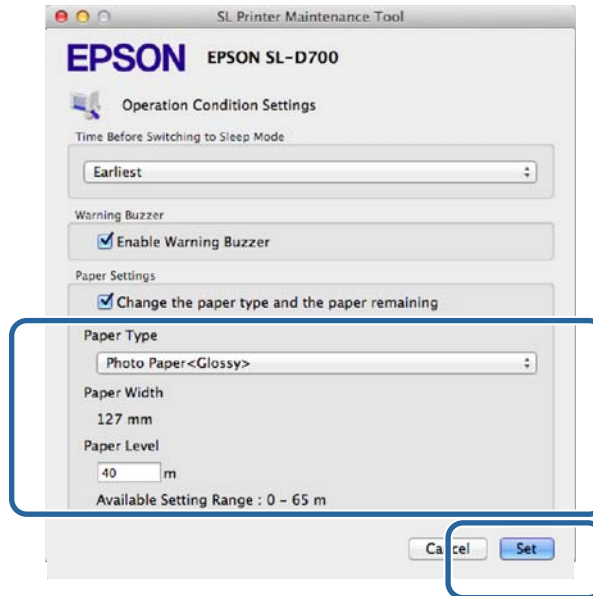 SL Printer Maintenance Tool
EPSON EPSON SL-D700
Operation Condition Settings
Time Before Switching to Sleep Mode
Earliest
Warning Buzzer
Enable Warning Buzzer
Paper Settings
Change the paper type and the paper remaining
Paper Type
Photo Paper<Glossy>
Paper Width
127 mm
Paper Level
40 m
Available Setting Range : 0 – 65 m
Cancel Set